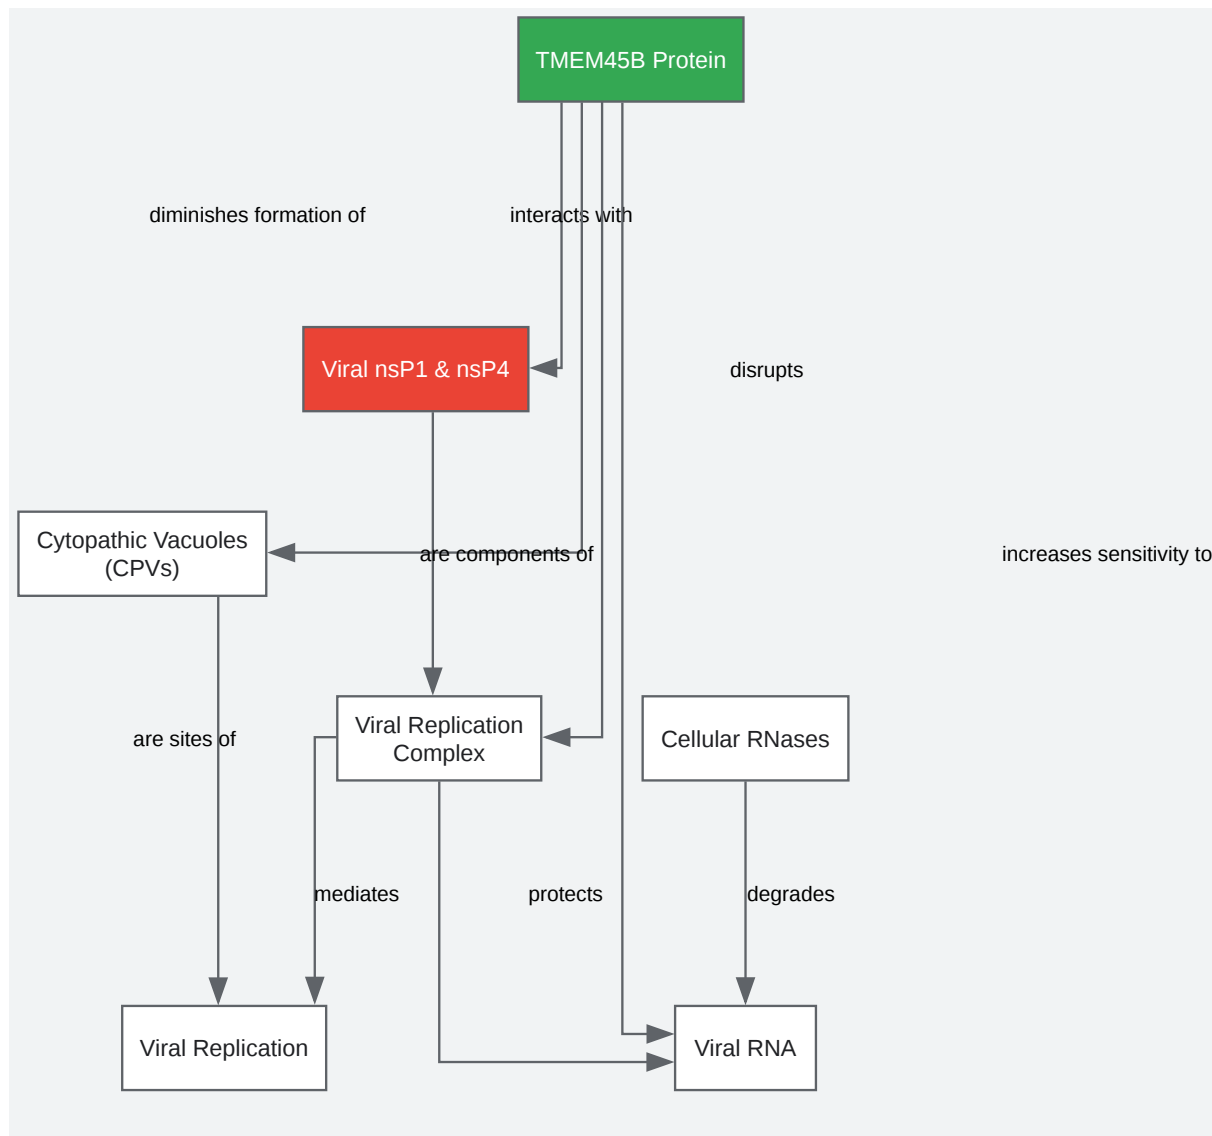 TMEM45B Protein
diminishes formation of
interacts with
Viral nsP1 & nsP4
disrupts
Cytopathic Vacuoles
(CPVs)
are components of
increases sensitivity to
Viral Replication
Complex
Cellular RNases
are sites of
mediates
protects
degrades
Viral Replication
Viral RNA